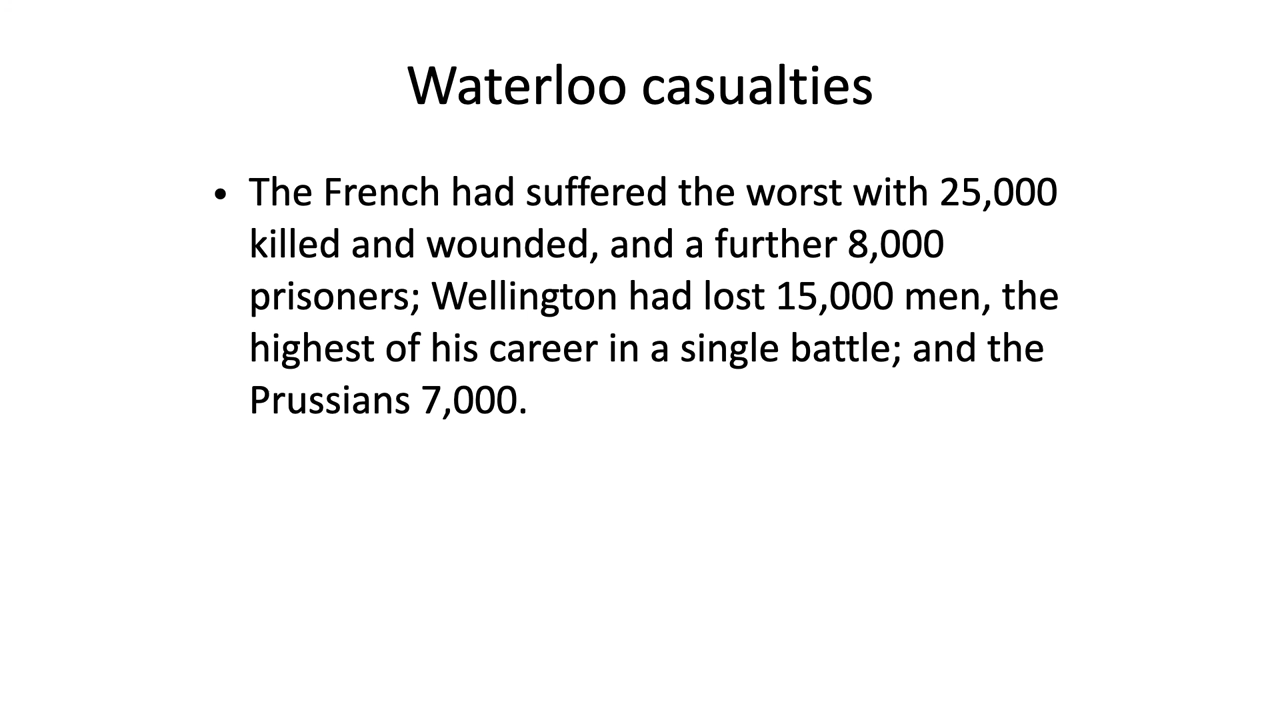 Waterloo casualties
• The French had suffered the worst with 25,000
killed and wounded, and a further 8,000
prisoners; Wellington had lost 15,000 men, the
highest of his career in a single battle; and the
Prussians 7,000.